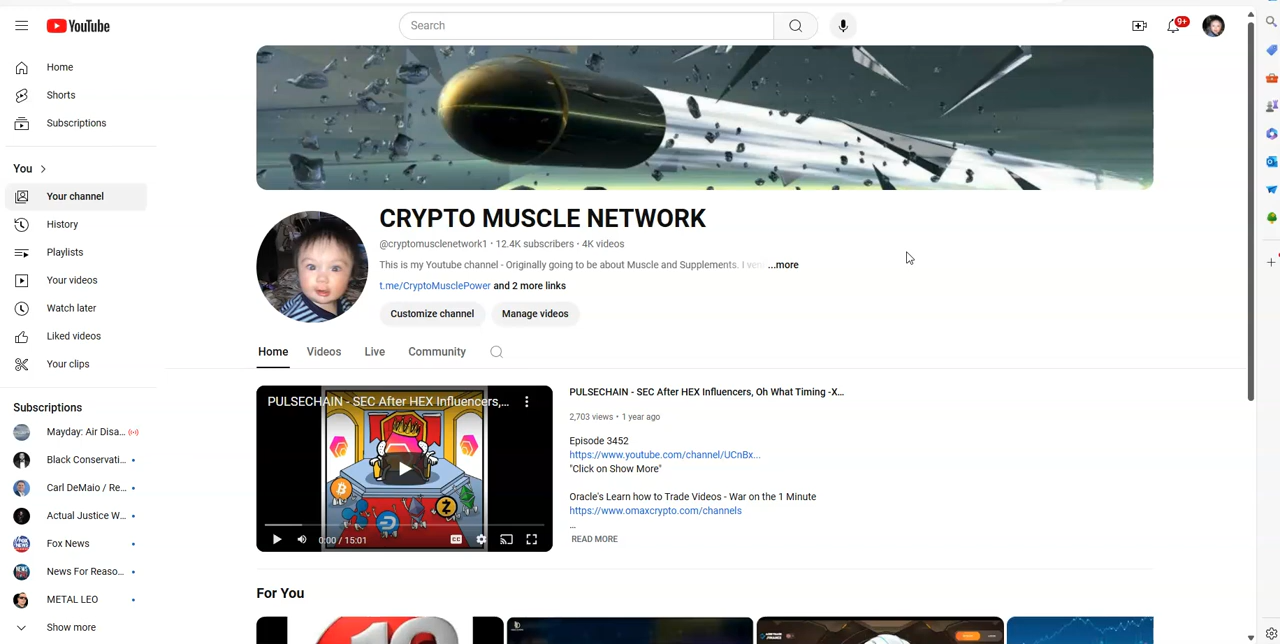 YouTube
Search
9+
Home
Shorts
Subscriptions
You
Your channel
History
Playlists
Your videos
Watch later
Liked videos
Your clips
Subscriptions
Mayday: Air Disa...
Black Conservati...
Carl DeMaio / Re...
Actual Justice W...
Fox News
News For Reaso...
METAL LEO
Show more
CRYPTO MUSCLE NETWORK
@cryptomusclenetwork1 · 12.4K subscribers · 4K videos
This is my Youtube channel - Originally going to be about Muscle and Supplements. I ...more
t.me/CryptoMusclePower and 2 more links
Customize channel
Manage videos
Home
Videos
Live
Community
PULSECHAIN - SEC After HEX Influencers,...
0:00 / 15:01
PULSECHAIN - SEC After HEX Influencers, Oh What Timing -X...
2,703 views · 1 year ago
Episode 3452
https://www.youtube.com/channel/UCnBx...
"Click on Show More"
Oracle's Learn how to Trade Videos - War on the 1 Minute
https://www.omaxcrypto.com/channels
...
READ MORE
For You